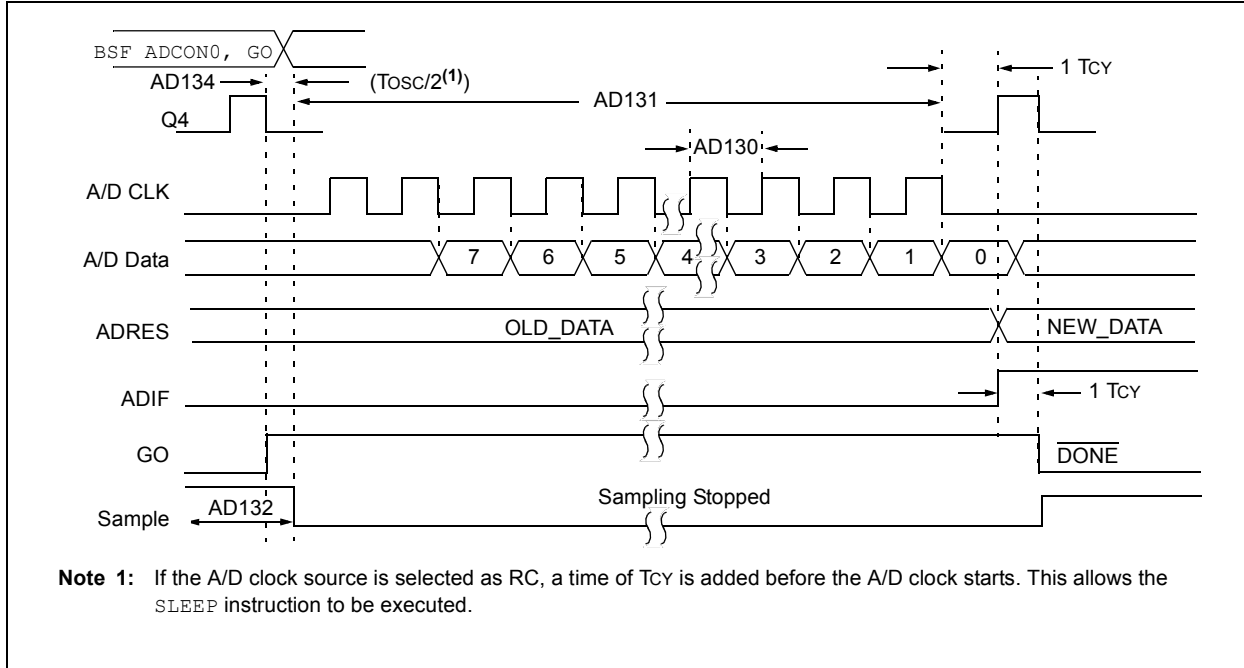 BSF ADCON0, GO
AD134
(TOSC/2(1))
AD131
1 TCY
Q4
AD130
A/D CLK
A/D Data
7 6 5 4 3 2 1 0
ADRES
OLD_DATA
NEW_DATA
ADIF
1 TCY
GO
DONE
Sample
AD132
Sampling Stopped
Note 1: If the A/D clock source is selected as RC, a time of TCY is added before the A/D clock starts. This allows the
SLEEP instruction to be executed.